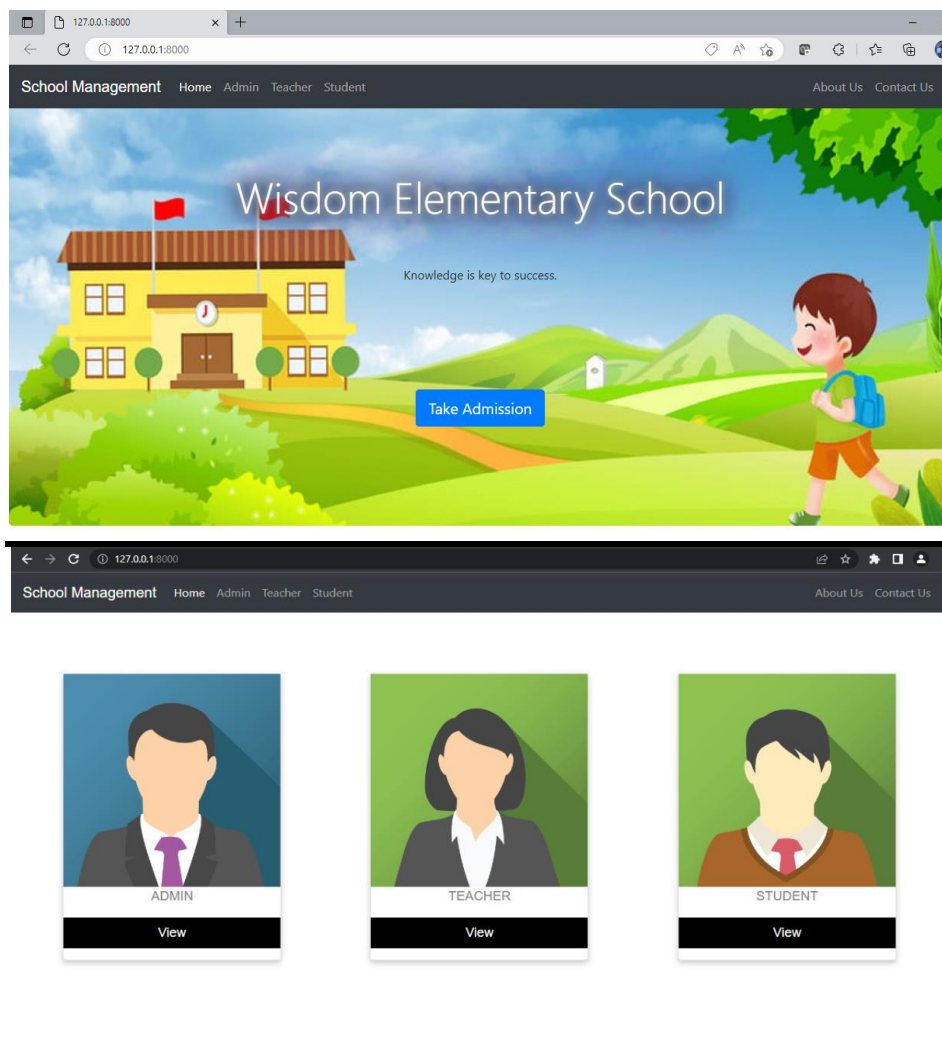 127.0.0.1:8000
127.0.0.1:8000
School Management Home Admin Teacher Student About Us Contact Us
Wisdom Elementary School
Knowledge is key to success.
Take Admission
127.0.0.1:8000
School Management Home Admin Teacher Student About Us Contact Us
ADMIN TEACHER STUDENT
View View View